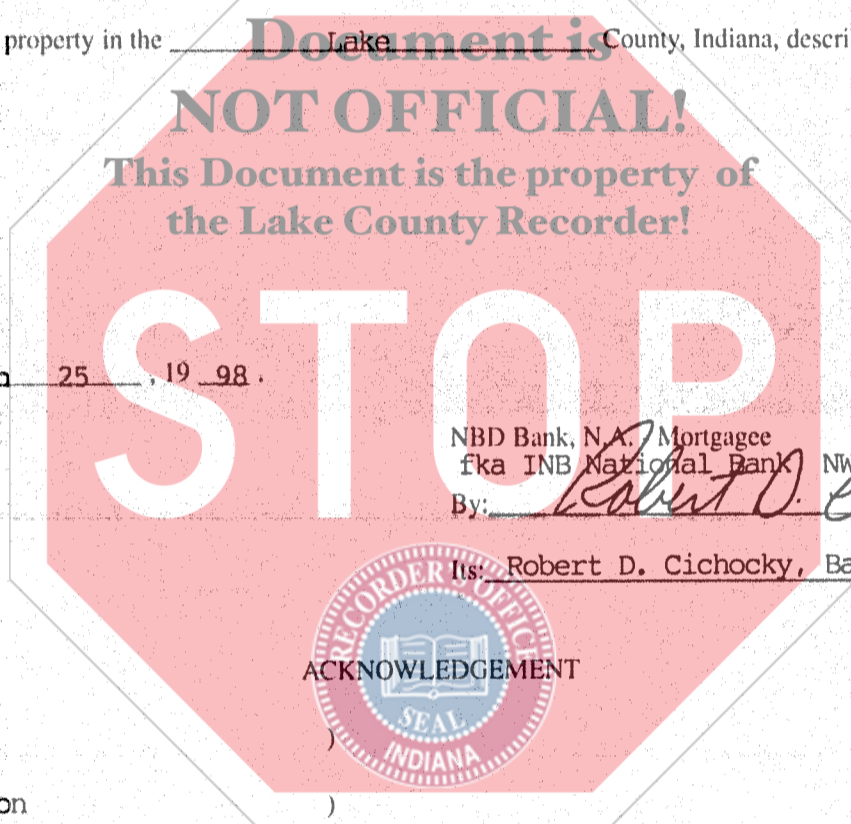 property in the Lake County, Indiana, descri
Document is
NOT OFFICIAL!
This Document is the property of
the Lake County Recorder!
STOP
25, 19 98.
NBD Bank, N.A. Mortgagee
fka INB National Bank, NW
By: Robert D. C
Its: Robert D. Cichocky, Ba
RECORDER'S OFFICE
ACKNOWLEDGEMENT
SEAL
)
INDIANA
on )